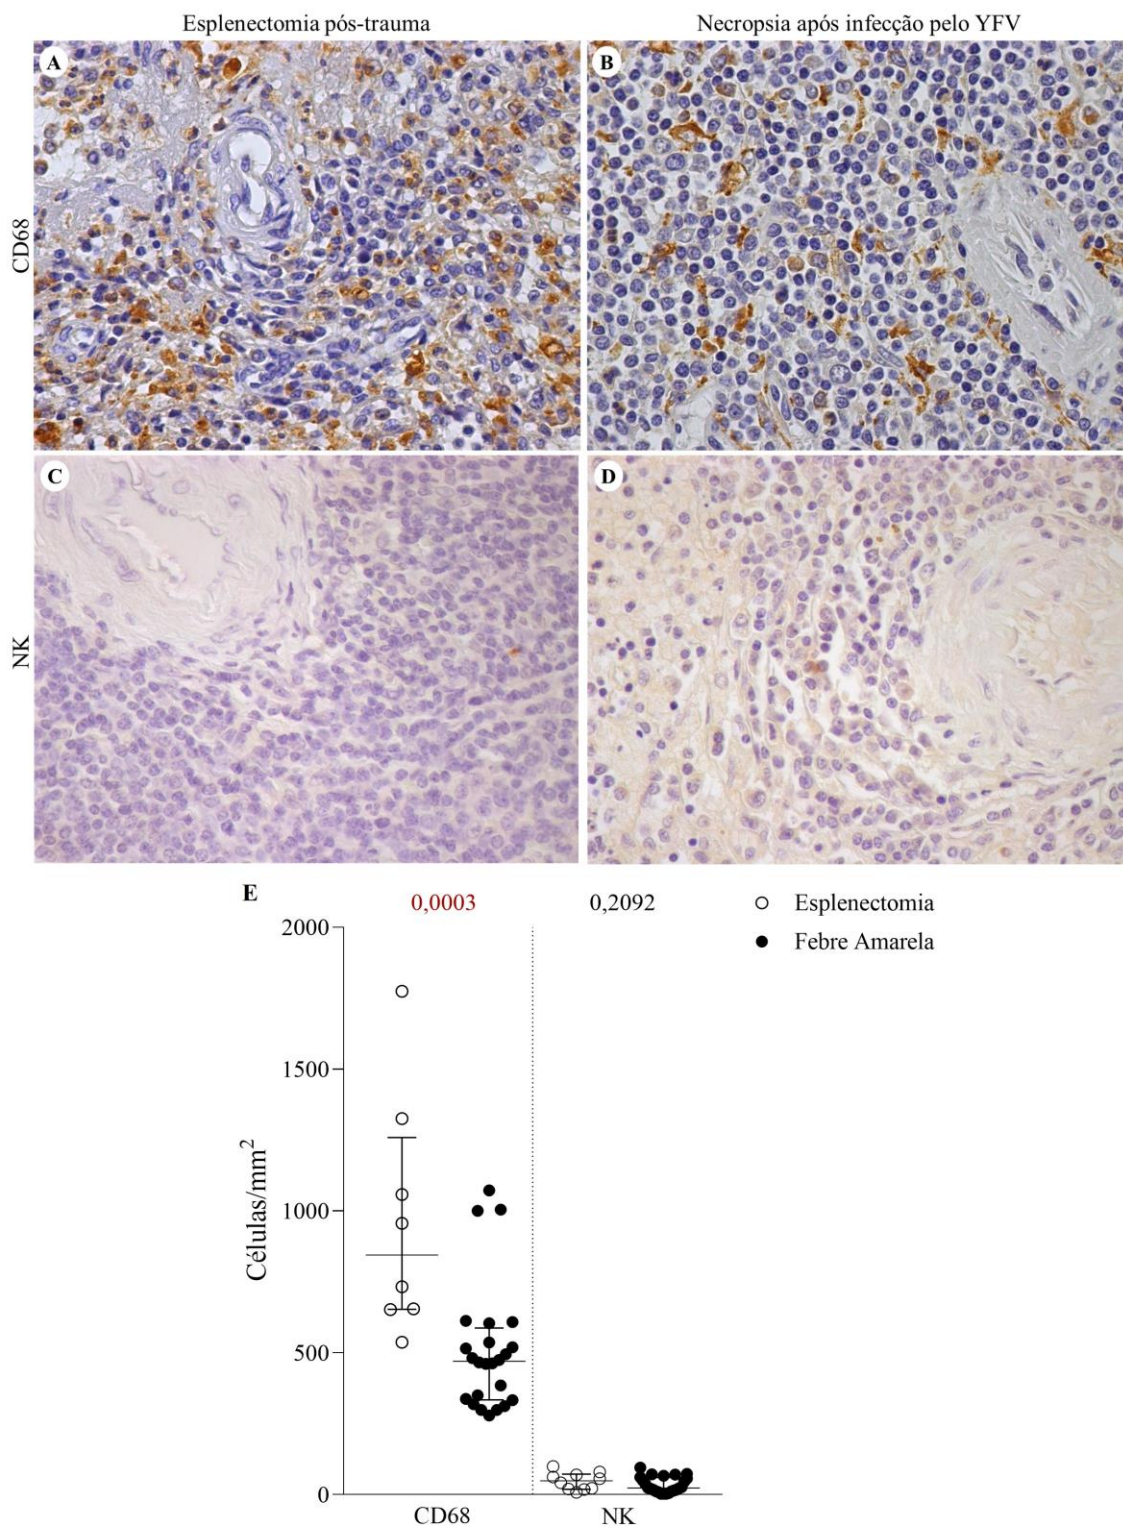 Esplenectomia pós-trauma
Necropsia após infecção pelo YFV
A
B
CD68
C
D
NK
E
0,0003
0,2092
Esplenectomia
Febre Amarela
2000
1500
1000
500
0
Células/mm²
CD68
NK